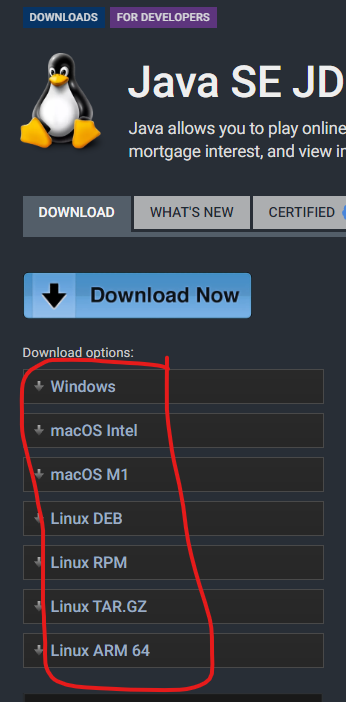 DOWNLOADS FOR DEVELOPERS
Java SE JD
Java allows you to play online
mortgage interest, and view
DOWNLOAD WHAT'S NEW CERTIFIED
Download Now
Download options:
Windows
macOS Intel
macOS M1
Linux DEB
Linux RPM
Linux TAR.GZ
Linux ARM 64